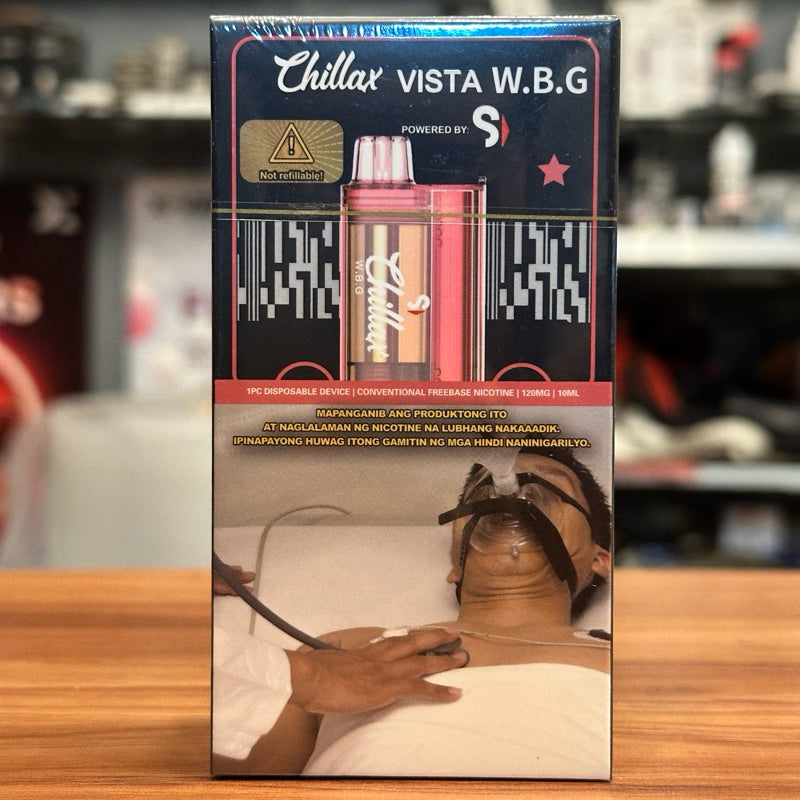 Chillax VISTA W.B.G
POWERED BY: S
Not refillable!
Chillax
W.B.G
S
1PC DISPOSABLE DEVICE | CONVENTIONAL FREEBASE NICOTINE | 120MG | 10ML
MAPANGANIB ANG PRODUKTONG ITO
AT NAGLALAMAN NG NICOTINE NA LUBHANG NAKAAADIK.
IPINAPAYONG HUWAG ITONG GAMITIN NG MGA HINDI NANINIGARILYO.